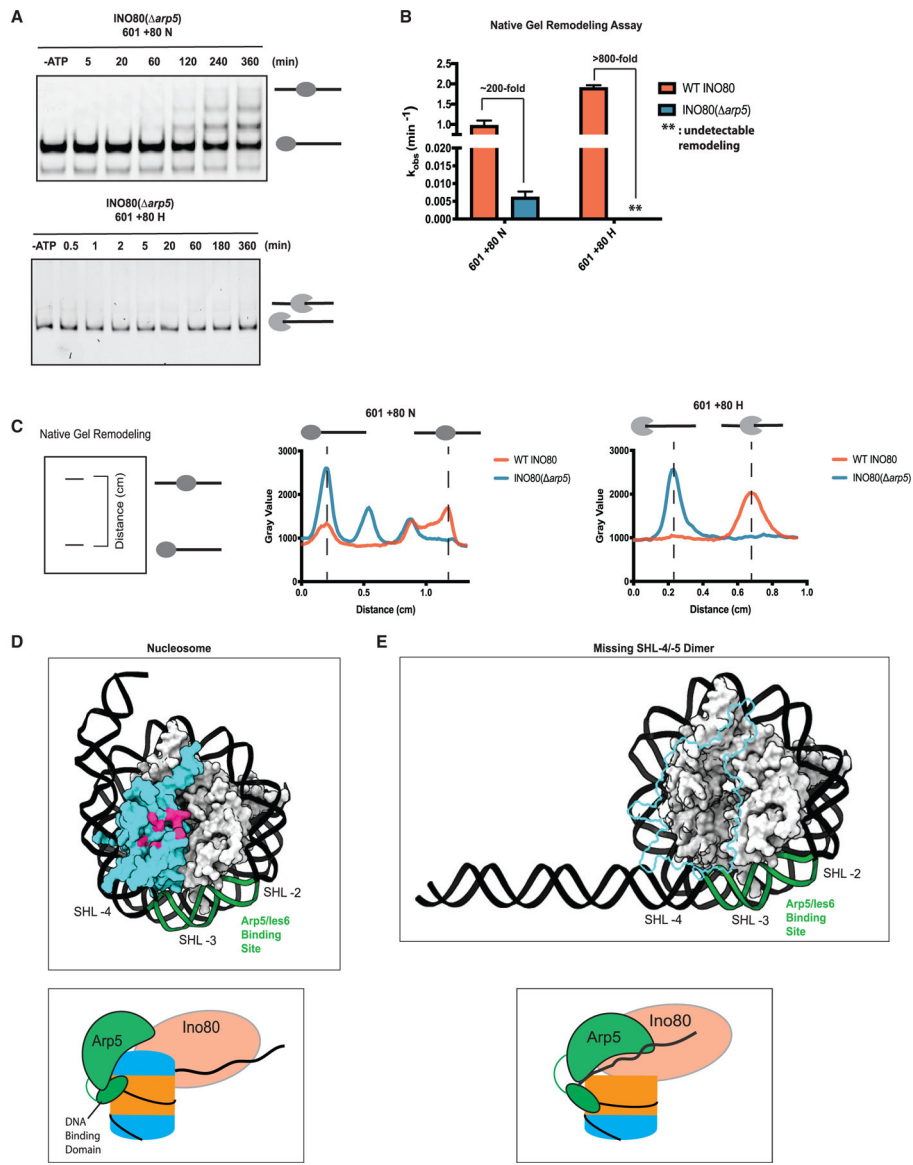 A
INO80(Δarp5)
601 +80 N
-ATP 5 20 60 120 240 360 (min)
INO80(Δarp5)
601 +80 H
-ATP 0.5 1 2 5 20 60 180 360 (min)
B
Native Gel Remodeling Assay
>800-fold
~200-fold
2.5
2.0
1.5
1.0
0.5
0.020
0.015
0.010
0.005
0.000
kobs (min⁻¹)
601 +80 N
601 +80 H
**
WT INO80
INO80(Δarp5)
** : undetectable
remodeling
C
Native Gel Remodeling
Distance (cm)
601 +80 N
3000
2000
1000
0
Gray Value
0.0 0.5 1.0
Distance (cm)
WT INO80
INO80(Δarp5)
601 +80 H
3000
2000
1000
0
Gray Value
0.0 0.2 0.4 0.6 0.8 1.0
Distance (cm)
WT INO80
INO80(Δarp5)
D
Nucleosome
SHL -4
SHL -3
SHL -2
Arp5/Ies6
Binding
Site
Arp5
Ino80
DNA
Binding
Domain
E
Missing SHL-4/-5 Dimer
SHL -4
SHL -3
SHL -2
Arp5/Ies6
Binding
Site
Arp5
Ino80